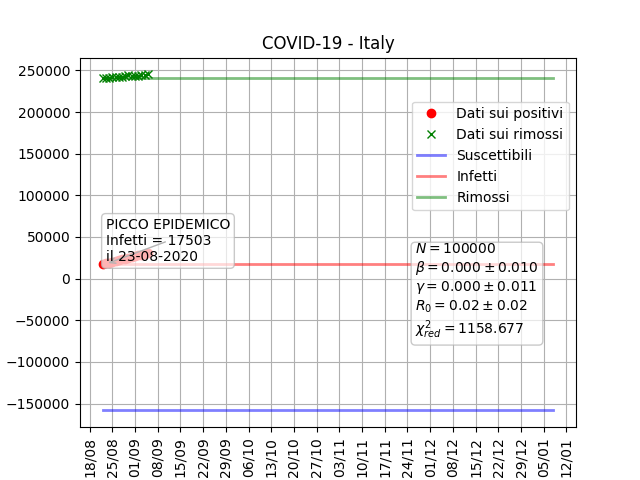 COVID-19 - Italy
250000
200000
150000
100000
50000
0
−50000
−100000
−150000
Dati sui positivi
Dati sui rimossi
Suscettibili
Infetti
Rimossi
PICCO EPIDEMICO
Infetti = 17503
il 23-08-2020
N = 100000
β = 0.000 ± 0.010
γ = 0.000 ± 0.011
R₀ = 0.02 ± 0.02
χ²red = 1158.677
18/08 25/08 01/09 08/09 15/09 22/09 29/09 06/10 13/10 20/10 27/10 03/11 10/11 17/11 24/11 01/12 08/12 15/12 22/12 29/12 05/01 12/01